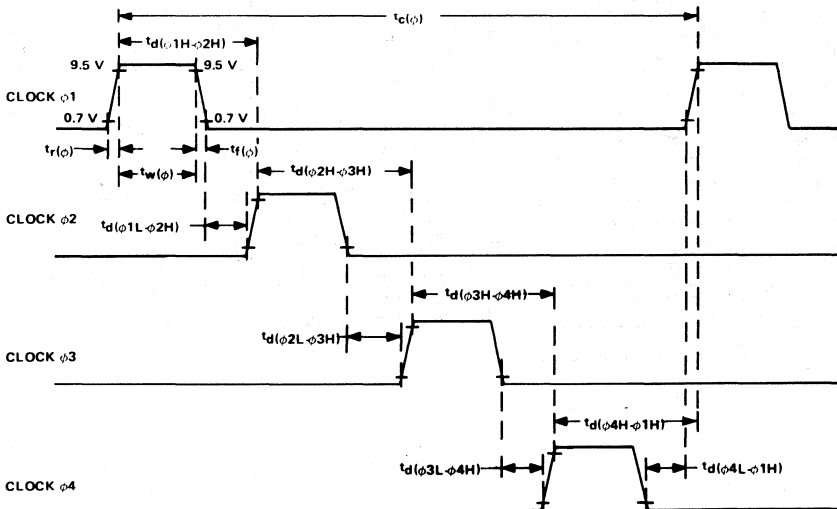 tc(φ)
td(φ1H-φ2H)
9.5 V
9.5 V
CLOCK φ1
0.7 V
0.7 V
tr(φ)
tf(φ)
tw(φ)
td(φ2H-φ3H)
CLOCK φ2
td(φ1L-φ2H)
td(φ3H-φ4H)
td(φ2L-φ3H)
CLOCK φ3
td(φ4H-φ1H)
td(φ3L-φ4H)
td(φ4L-φ1H)
CLOCK φ4